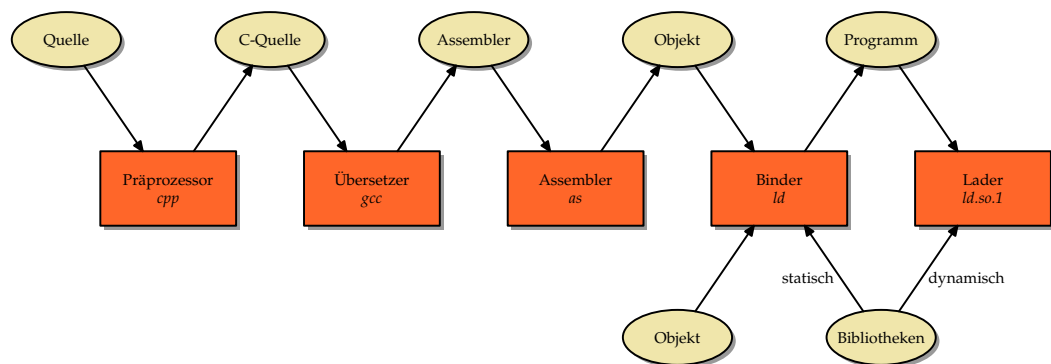 Quelle
C-Quelle
Assembler
Objekt
Programm
Präprozessor
cpp
Übersetzer
gcc
Assembler
as
Binder
ld
Lader
ld.so.1
statisch
dynamisch
Objekt
Bibliotheken